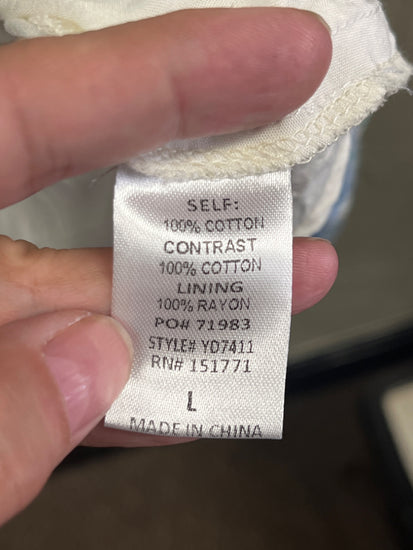 SELF:
100% COTTON
CONTRAST
100% COTTON
LINING
100% RAYON
PO# 71983
STYLE# YD7411
RN# 151771
L
MADE IN CHINA